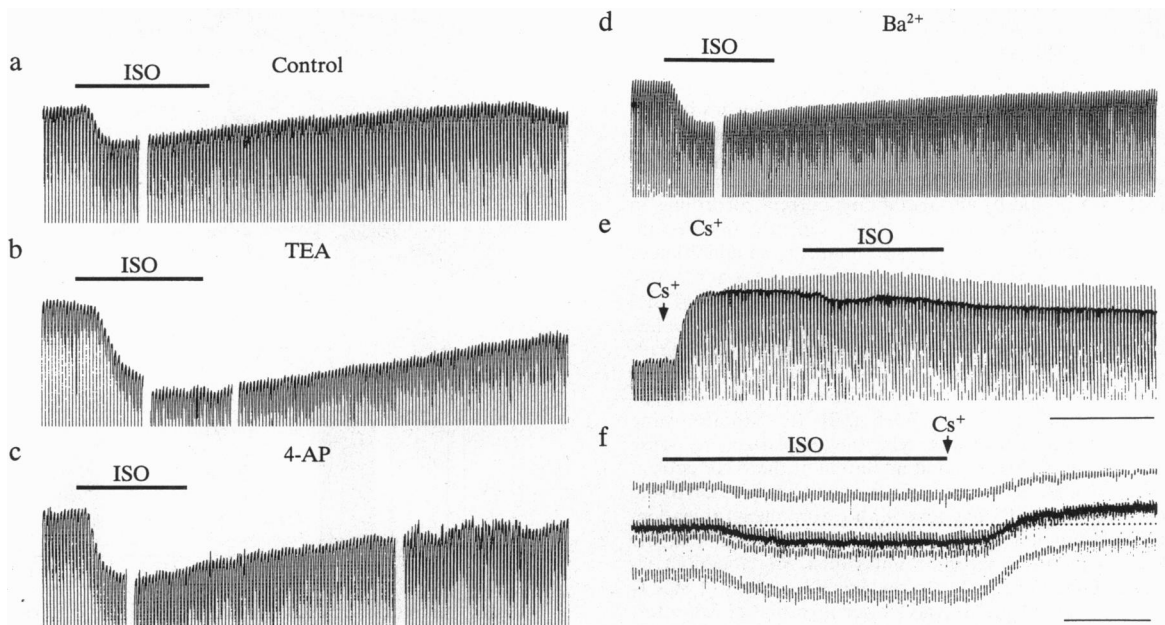 a
ISO
Control
b
ISO
TEA
c
ISO
4-AP
d
Ba²⁺
ISO
e
Cs⁺
ISO
Cs⁺
f
Cs⁺
ISO